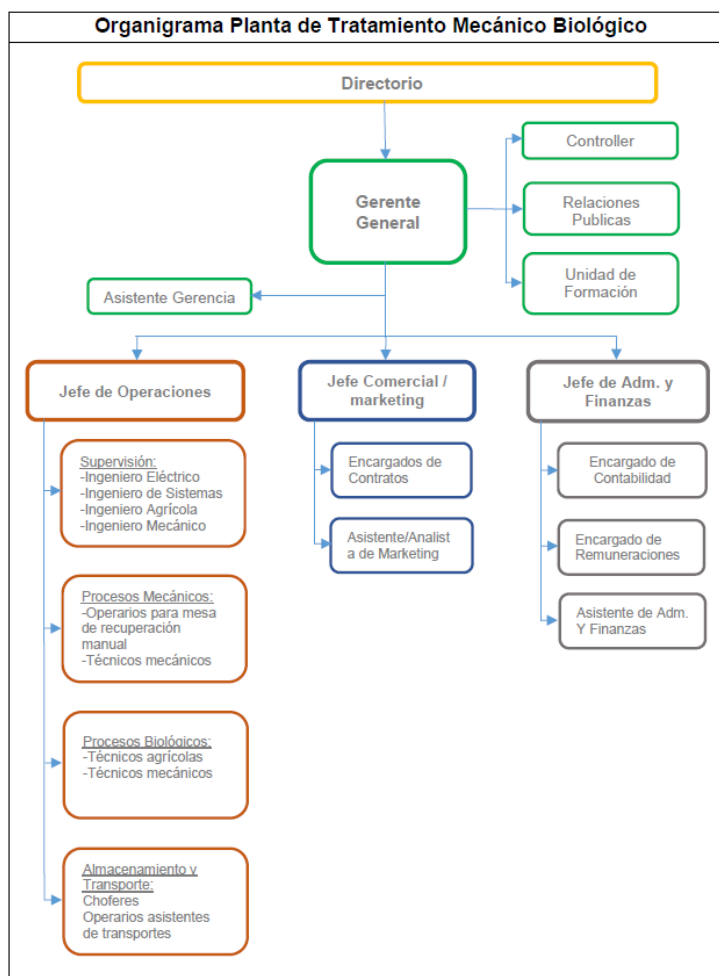 Organigrama Planta de Tratamiento Mecánico Biológico
Directorio
Controller
Gerente
General
Relaciones
Publicas
Unidad de
Formación
Asistente Gerencia
Jefe de Operaciones
Jefe Comercial /
marketing
Jefe de Adm. y
Finanzas
Supervisión:
-Ingeniero Eléctrico
-Ingeniero de Sistemas
-Ingeniero Agrícola
-Ingeniero Mecánico
Procesos Mecánicos:
-Operarios para mesa
de recuperación
manual
-Técnicos mecánicos
Procesos Biológicos:
-Técnicos agrícolas
-Técnicos mecánicos
Almacenamiento y
Transporte:
Choferes
Operarios asistentes
de transportes
Encargados de
Contratos
Asistente/Analist
a de Marketing
Encargado de
Contabilidad
Encargado de
Remuneraciones
Asistente de Adm.
Y Finanzas